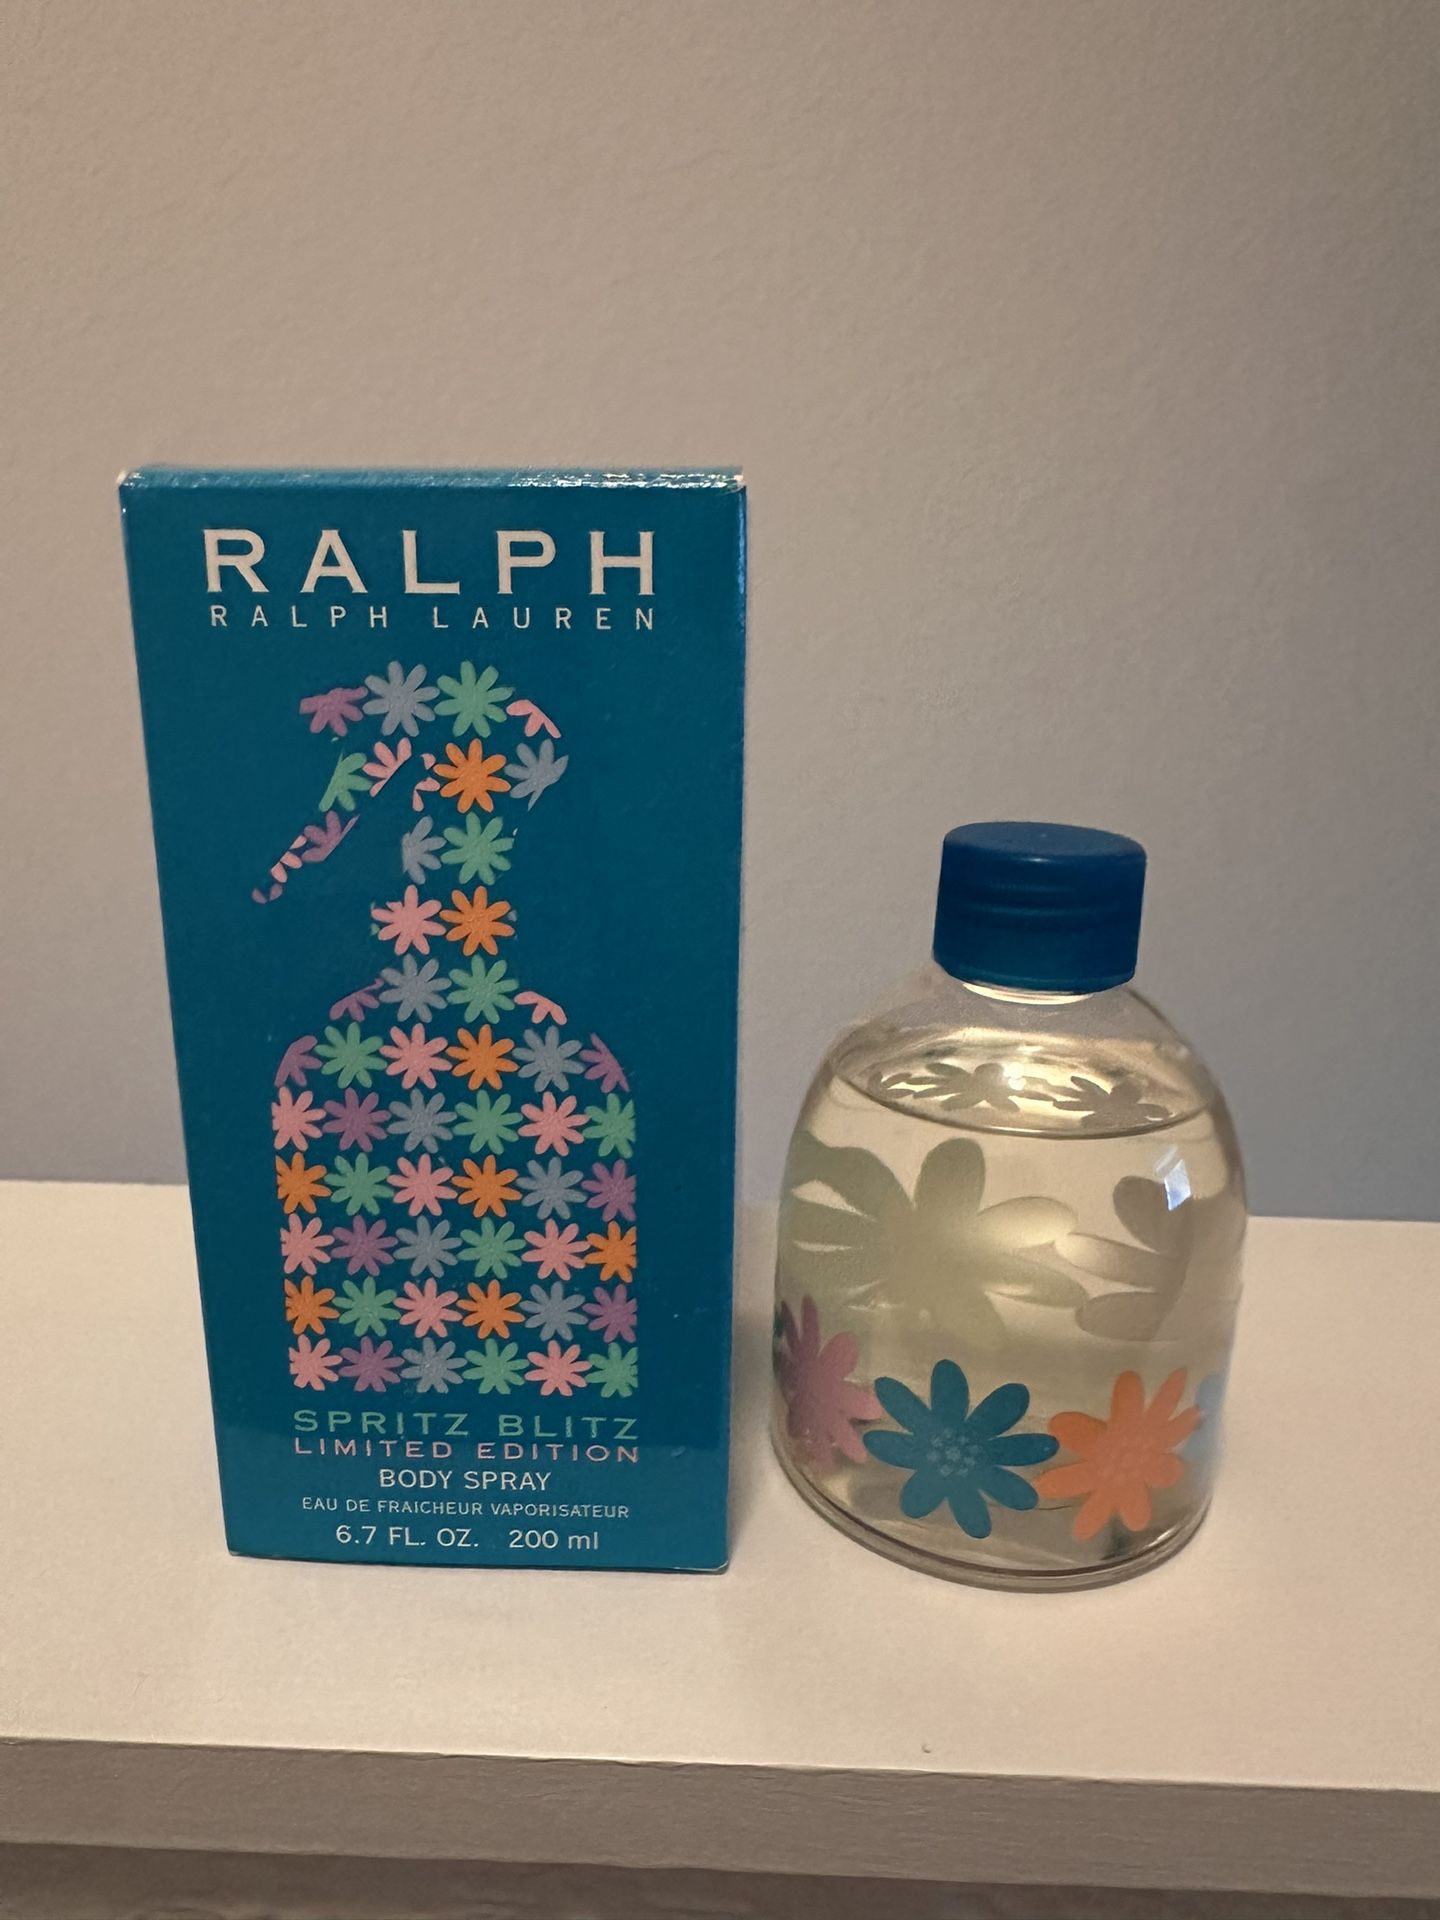 RALPH
RALPH LAUREN
SPRITZ BLITZ
LIMITED EDITION
BODY SPRAY
EAU DE FRAICHEUR VAPORISATEUR
6.7 FL. OZ. 200 ml